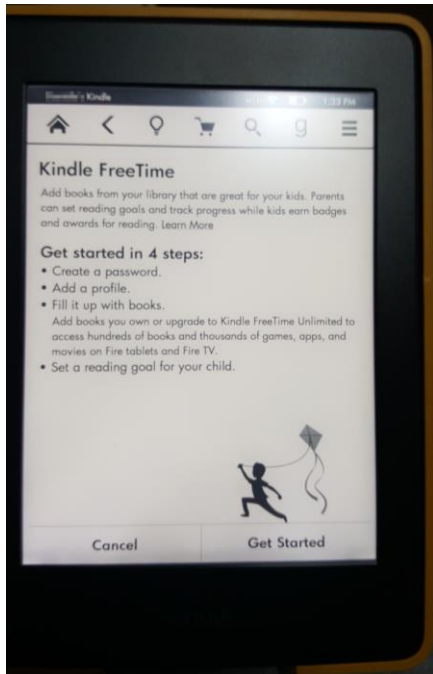 Kindle
1:33 PM
g
Kindle FreeTime
Add books from your library that are great for your kids. Parents
can set reading goals and track progress while kids earn badges
and awards for reading. Learn More
Get started in 4 steps:
• Create a password.
• Add a profile.
• Fill it up with books.
Add books you own or upgrade to Kindle FreeTime Unlimited to
access hundreds of books and thousands of games, apps, and
movies on Fire tablets and Fire TV.
• Set a reading goal for your child.
Cancel
Get Started